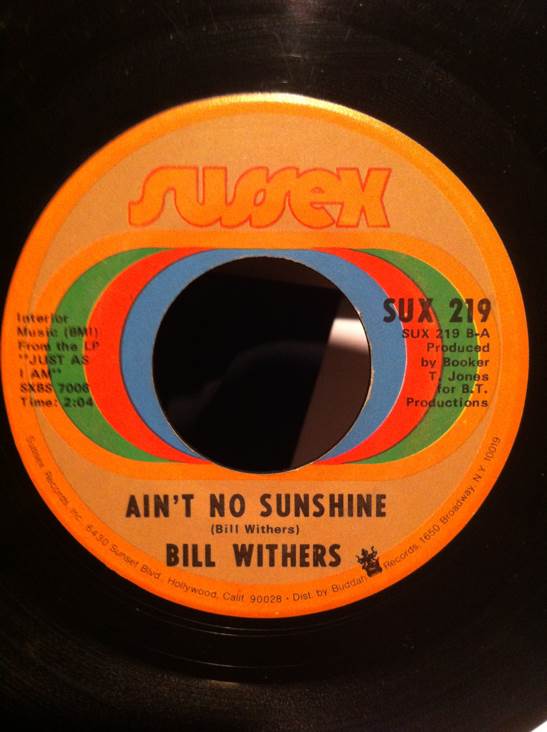 sussex
Interior
Music (BMI)
From the LP
"JUST AS
I AM"
SXBS 7006
Time: 2:04
SUX 219
SUX 219 B-A
Produced
by Booker
T. Jones
for B.T.
Productions
AIN'T NO SUNSHINE
(Bill Withers)
BILL WITHERS
Sussex Records, Inc. 6430 Sunset Blvd. Hollywood, Calif. 90028 • Dist. by Buddah Records, 1650 Broadway, N.Y. 10019